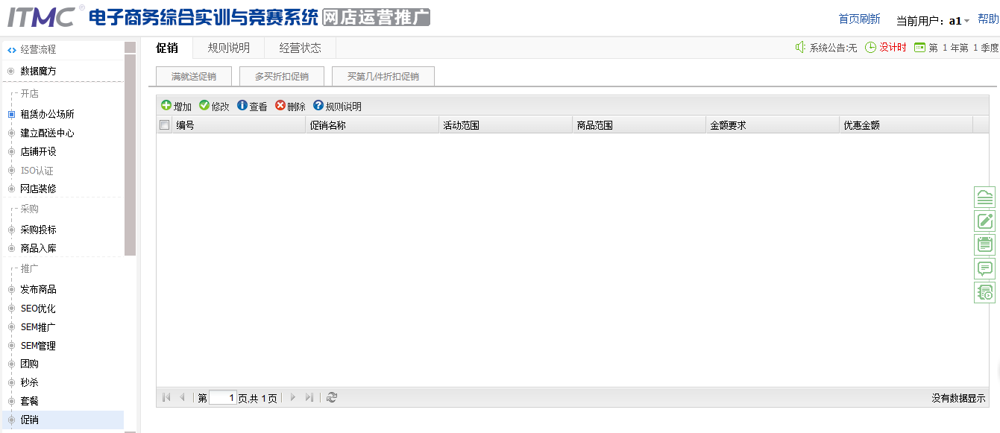 ITMC® 电子商务综合实训与竞赛系统 网店运营推广
首页刷新 当前用户：a1 帮助
经营流程
数据魔方
开店
租赁办公场所
建立配送中心
店铺开设
ISO认证
网店装修
采购
采购投标
商品入库
推广
发布商品
SEO优化
SEM推广
SEM管理
团购
秒杀
套餐
促销
促销 规则说明 经营状态
系统公告:无 没计时 第 1 年第 1 季度
满就送促销 多买折扣促销 买第几件折扣促销
增加 修改 查看 删除 规则说明
编号 促销名称 活动范围 商品范围 金额要求 优惠金额
第 1 页,共 1 页 没有数据显示